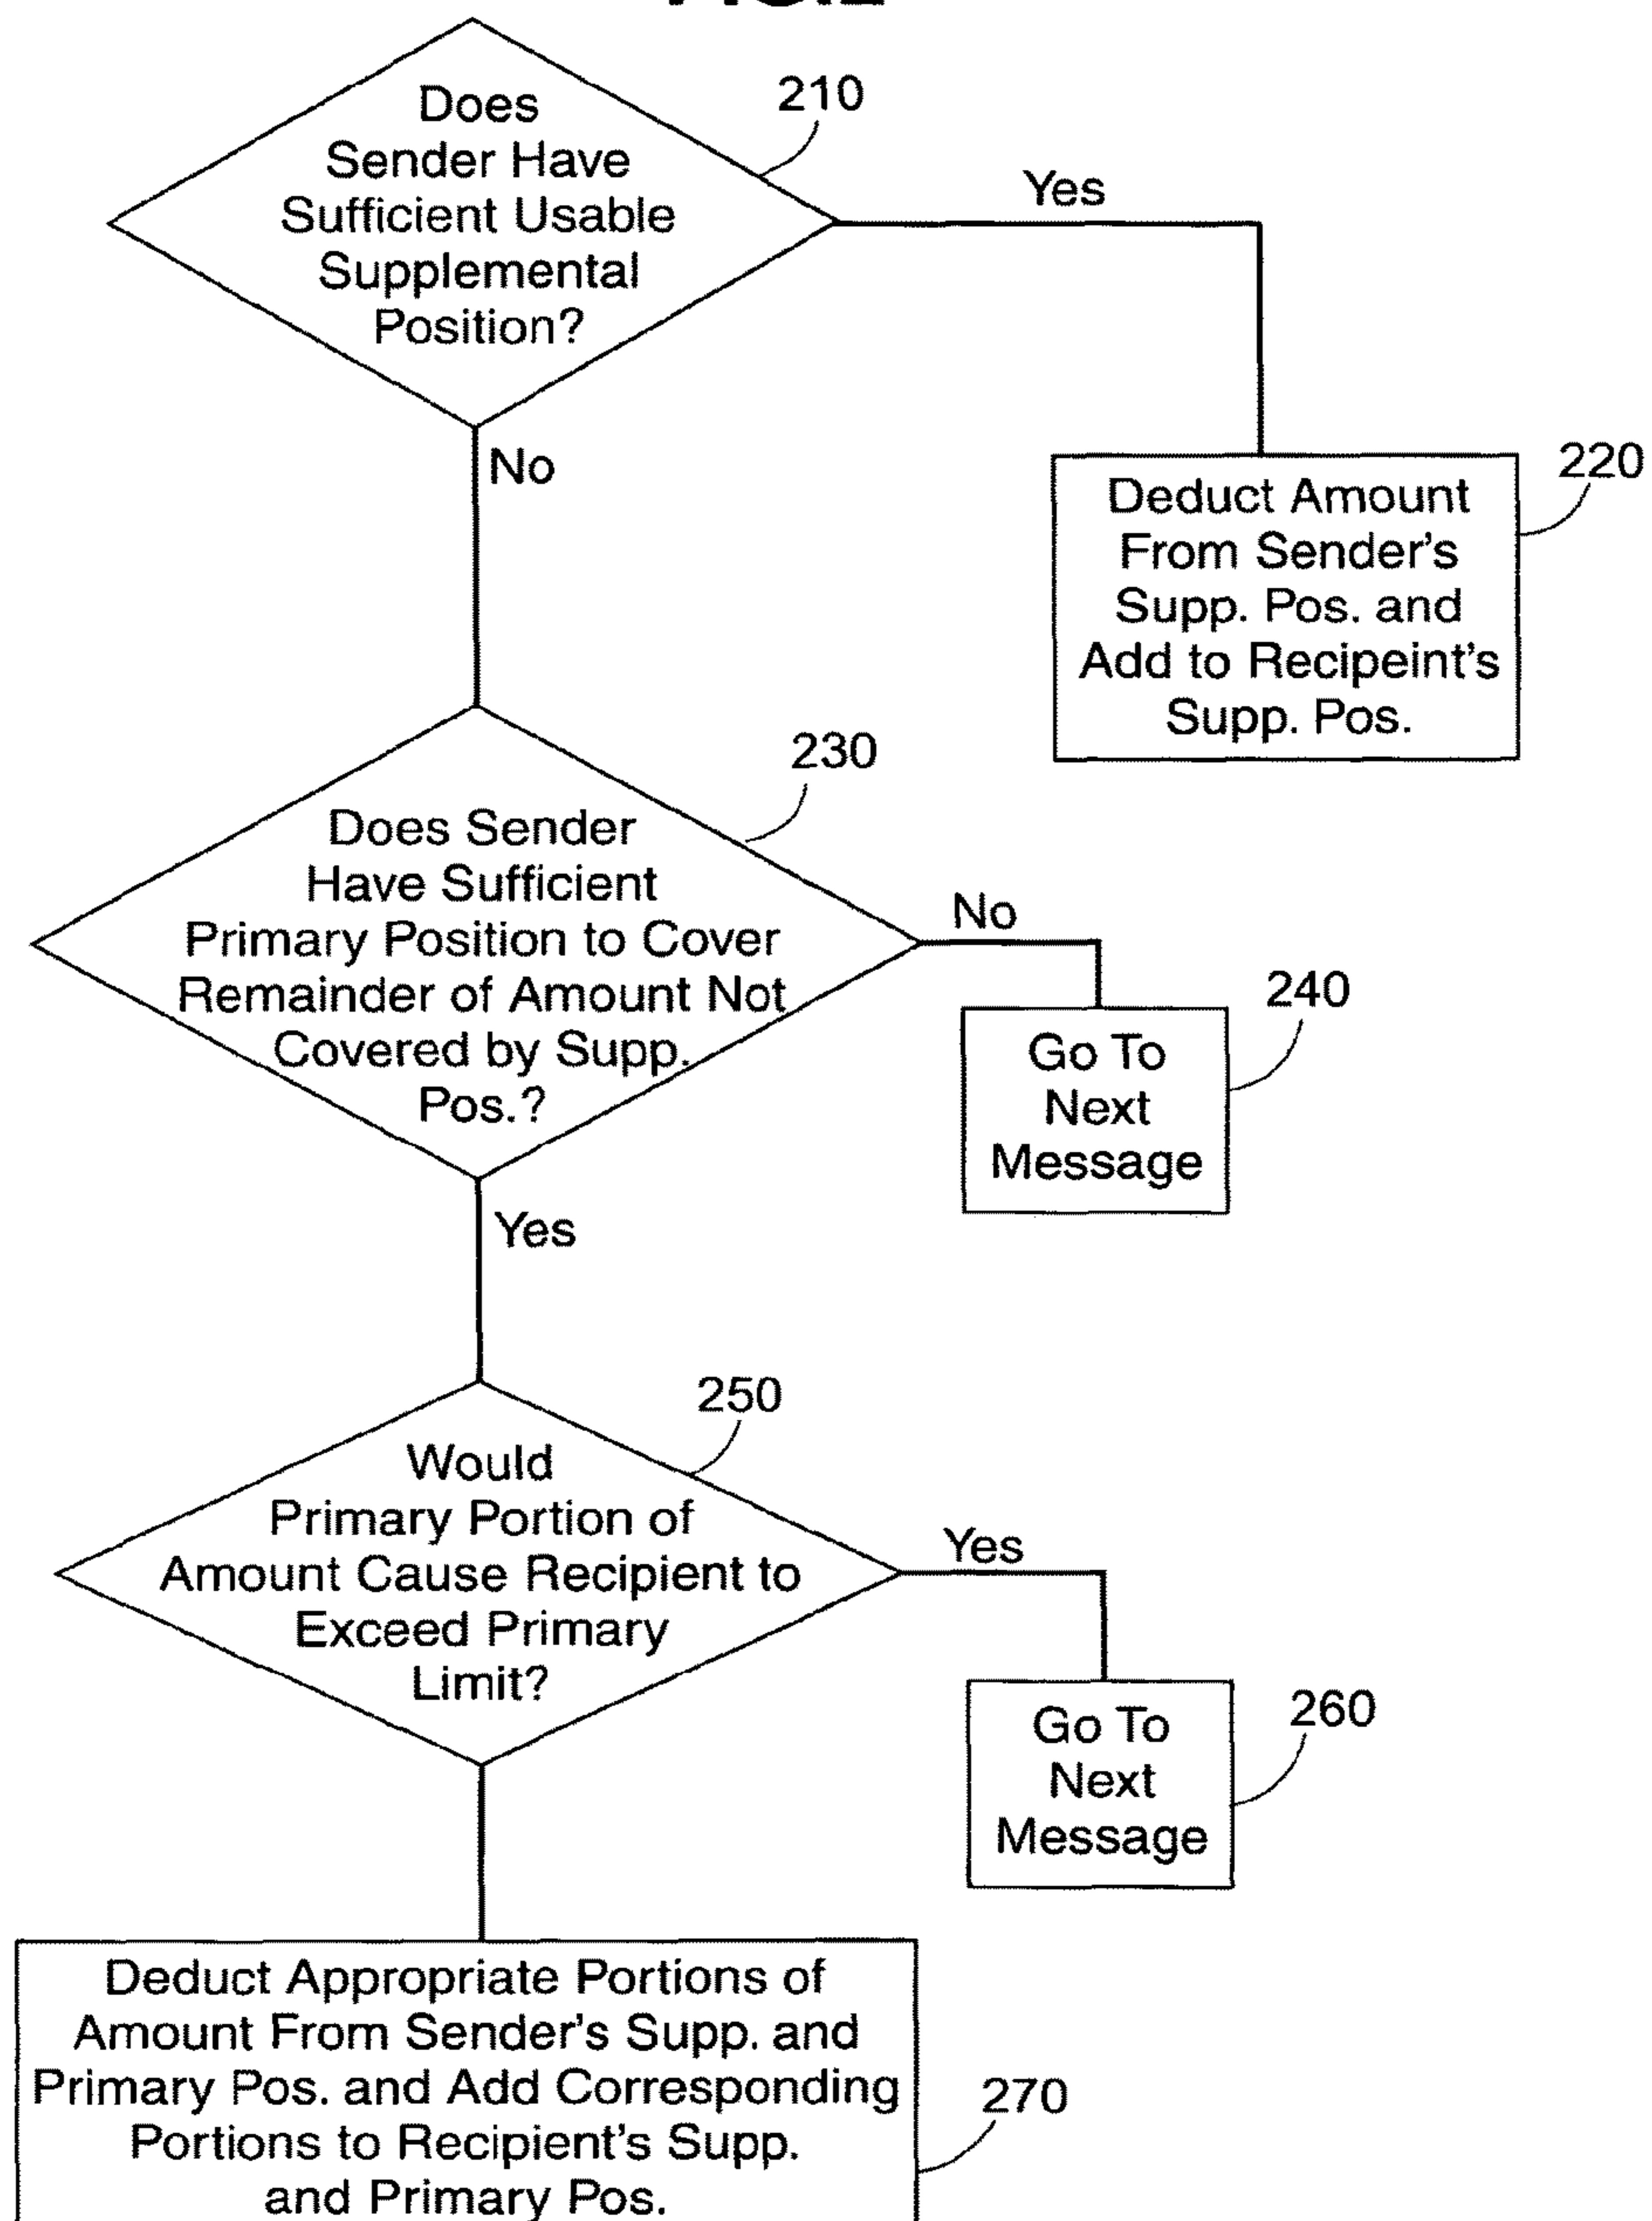 Does
Sender Have
Sufficient Usable
Supplemental
Position?
210
Yes
No
Deduct Amount
From Sender's
Supp. Pos. and
Add to Recipeint's
Supp. Pos.
220
Does Sender
Have Sufficient
Primary Position to Cover
Remainder of Amount Not
Covered by Supp.
Pos.?
230
No
Go To
Next
Message
240
Yes
Would
Primary Portion of
Amount Cause Recipient to
Exceed Primary
Limit?
250
Yes
Go To
Next
Message
260
Deduct Appropriate Portions of
Amount From Sender's Supp. and
Primary Pos. and Add Corresponding
Portions to Recipient's Supp.
and Primary Pos.
270